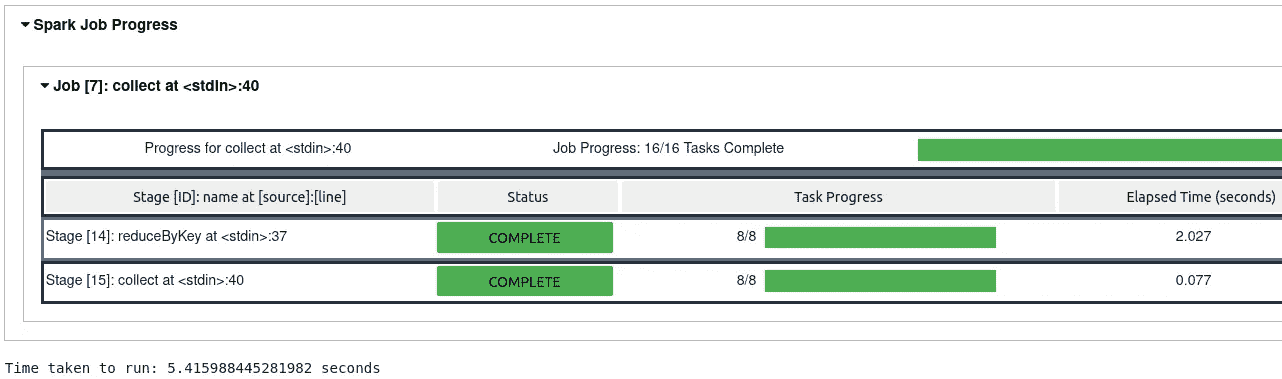 Spark Job Progress
Job [7]: collect at <stdin>:40
Progress for collect at <stdin>:40 Job Progress: 16/16 Tasks Complete
Stage [ID]: name at [source]:[line] Status Task Progress Elapsed Time (seconds)
Stage [14]: reduceByKey at <stdin>:37 COMPLETE 8/8 2.027
Stage [15]: collect at <stdin>:40 COMPLETE 8/8 0.077
Time taken to run: 5.415988445281982 seconds